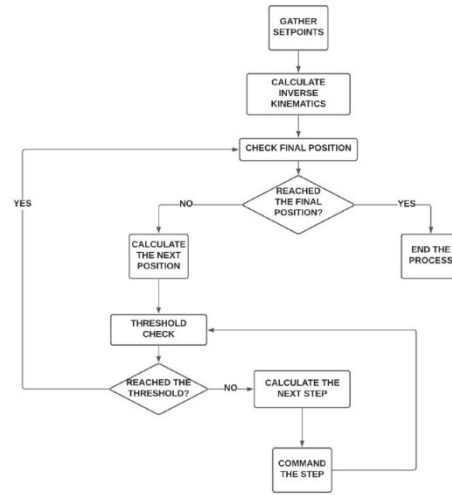 GATHER
SETPOINTS
CALCULATE
INVERSE
KINEMATICS
CHECK FINAL POSITION
REACHED
THE FINAL
POSITION?
YES
NO
YES
CALCULATE
THE NEXT
POSITION
END THE
PROCESS
THRESHOLD
CHECK
REACHED THE
THRESHOLD?
NO
CALCULATE THE
NEXT STEP
COMMAND
THE STEP